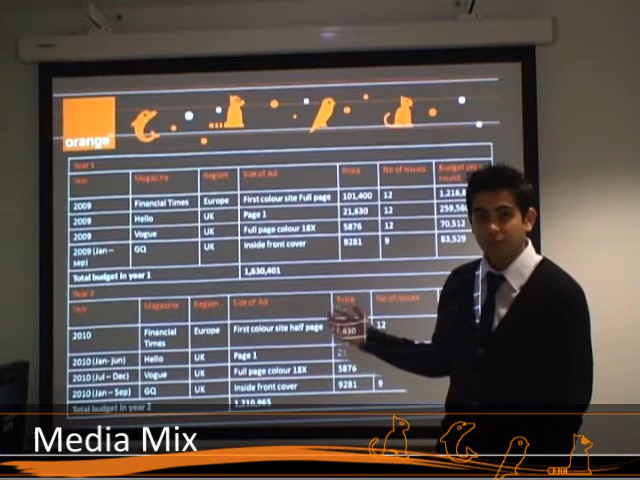 orange
Year 1
Year Magazine Region Size of Ad Price No of Issues Budget
2009 Financial Times Europe First colour site Full page 101,400 12
2009 Hello UK Page 1 21,630 12
2009 Vogue UK Full page colour 18X 5876 12 70,512
2009 (Jan – sep) GQ UK Inside front cover 9281 9 83,529
Total budget in year 1 1,630,401
Year 2
Year Magazine Region Size of Ad Price No of Issues
2010 Financial Times Europe First colour site half page 12
2010 (Jan- Jun) Hello UK Page 1
2010 (Jul – Dec) Vogue UK Full page colour 18X 5876
2010 (Jan – Sep) GQ UK Inside front cover 9281 9
Total budget in year 2 1,210,965
Media Mix